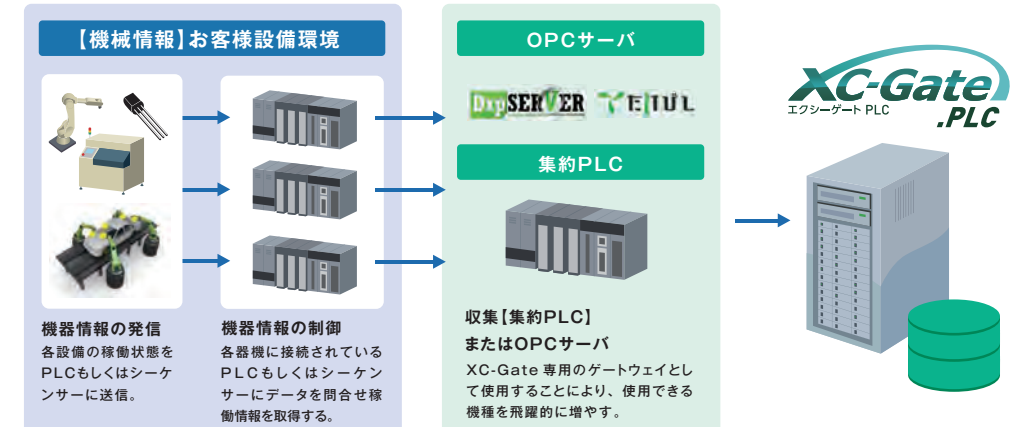 【機械情報】お客様設備環境
機器情報の発信
各設備の稼働状態を
PLCもしくはシーケ
ンサーに送信。
機器情報の制御
各器機に接続されている
PLCもしくはシーケン
サーにデータを問合せ稼
働情報を取得する。
OPCサーバ
DxpSERVER
たけびし
集約PLC
収集【集約PLC】
またはOPCサーバ
XC-Gate 専用のゲートウェイとし
て使用することにより、使用できる
機種を飛躍的に増やす。
XC-Gate
エクシーゲート PLC
.PLC